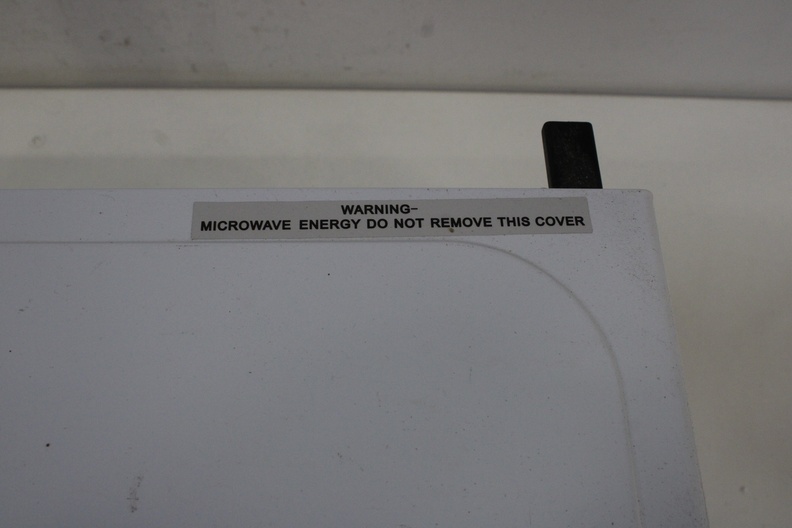 WARNING–
MICROWAVE ENERGY DO NOT REMOVE THIS COVER